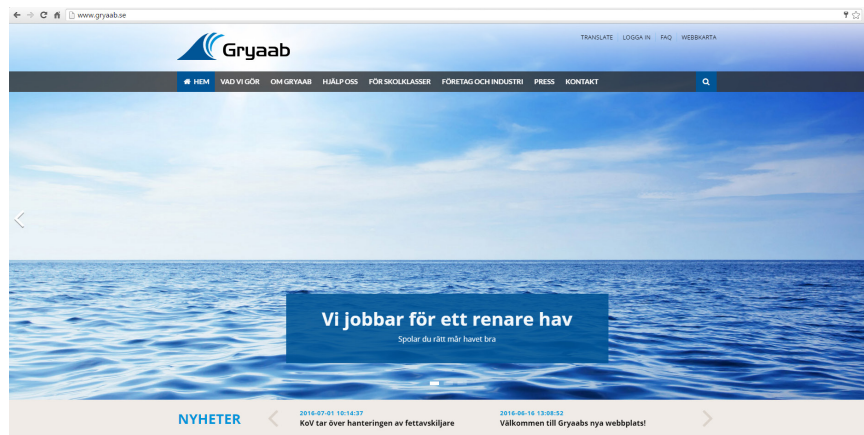 www.gryaab.se
Gryaab
TRANSLATE LOGGA IN FAQ WEBBKARTA
HEM VAD VI GÖR OM GRYAAB HJÄLP OSS FÖR SKOLKLASSER FÖRETAG OCH INDUSTRI PRESS KONTAKT
Vi jobbar för ett renare hav
Spolar du rätt mår havet bra
NYHETER
2016-07-01 10:14:37
KoV tar över hanteringen av fettavskiljare
2016-06-16 13:08:52
Välkommen till Gryaabs nya webbplats!